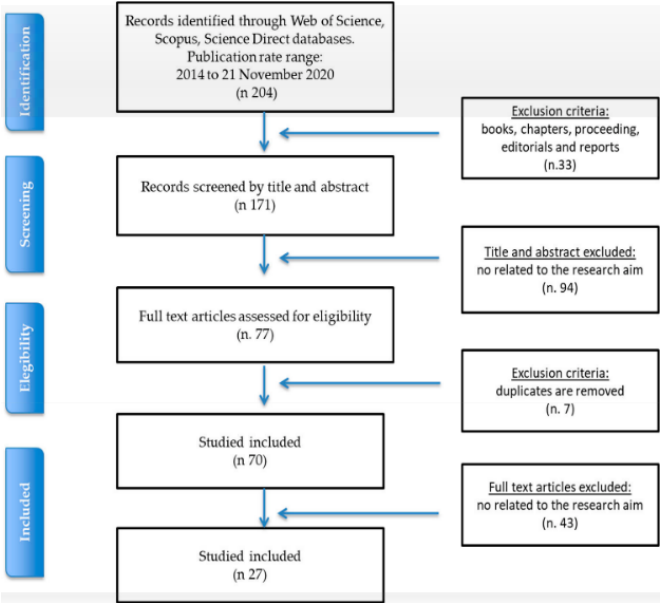 Identification
Records identified through Web of Science,
Scopus, Science Direct databases.
Publication rate range:
2014 to 21 November 2020
(n 204)
Exclusion criteria:
books, chapters, proceeding,
editorials and reports
(n.33)
Screening
Records screened by title and abstract
(n 171)
Title and abstract excluded:
no related to the research aim
(n. 94)
Elegibility
Full text articles assessed for eligibility
(n. 77)
Exclusion criteria:
duplicates are removed
(n. 7)
Studied included
(n 70)
Included
Full text articles excluded:
no related to the research aim
(n. 43)
Studied included
(n 27)